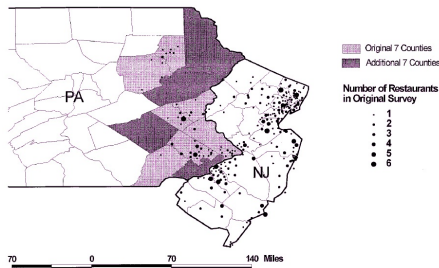 Original 7 Counties
Additional 7 Counties
PA
Number of Restaurants
in Original Survey
1
2
3
4
5
6
NJ
70 0 70 140 Miles